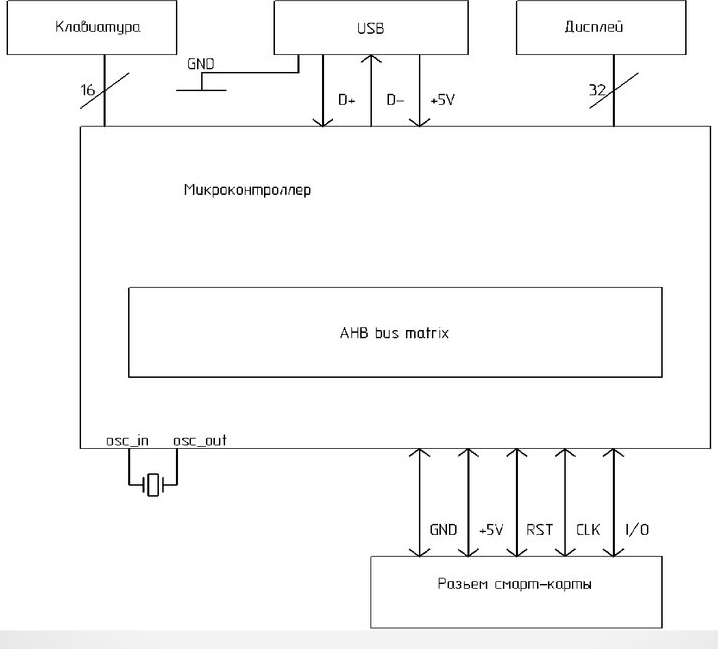 Клавиатура
USB
Дисплей
GND
16
D+
D-
+5V
32
Микроконтроллер
AHB bus matrix
osc_in
osc_out
GND
+5V
RST
CLK
I/O
Разьем смарт-карты